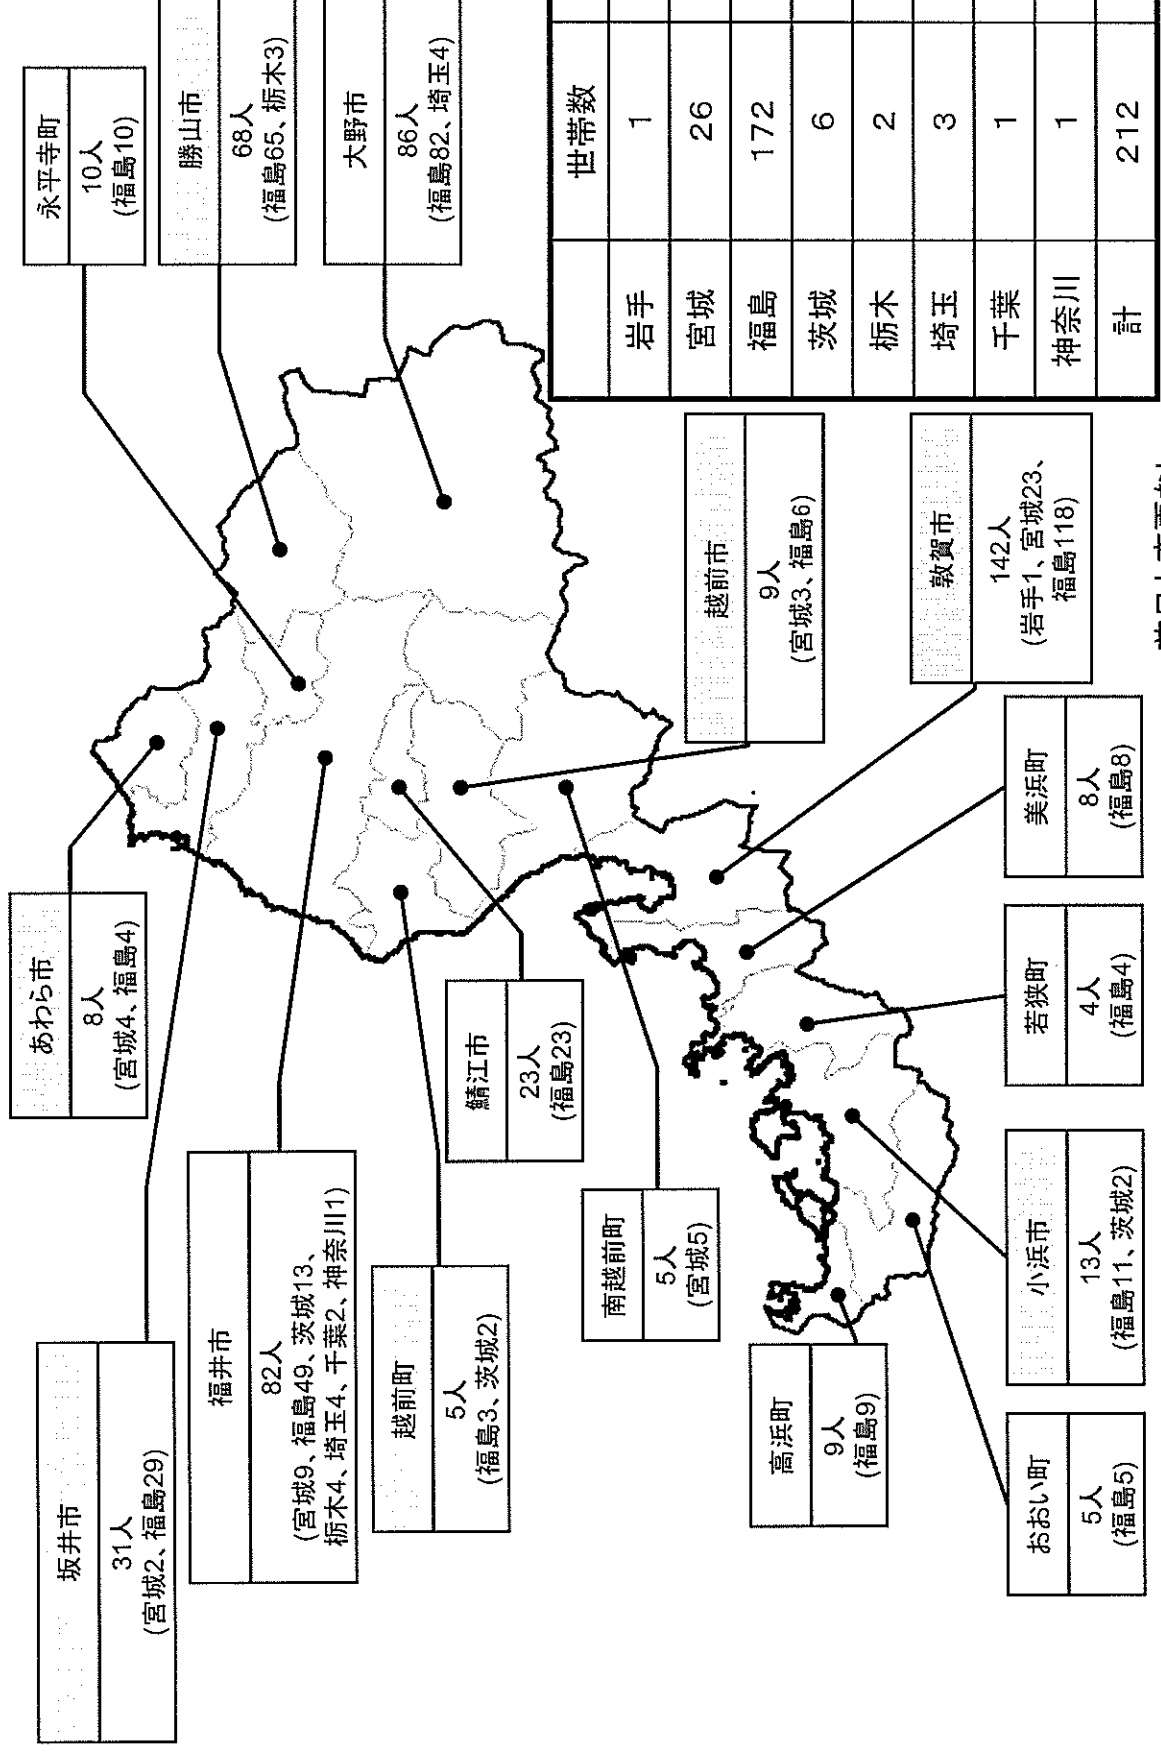 永平寺町
10人
(福島10)
勝山市
68人
(福島65、栃木3)
大野市
86人
(福島82、埼玉4)
あわら市
8人
(宮城4、福島4)
坂井市
31人
(宮城2、福島29)
福井市
82人
(宮城9、福島49、茨城13、
栃木4、埼玉4、千葉2、神奈川1)
越前町
5人
(福島3、茨城2)
鯖江市
23人
(福島23)
南越前町
5人
(宮城5)
越前市
9人
(宮城3、福島6)
敦賀市
142人
(岩手1、宮城23、
福島118)
美浜町
8人
(福島8)
若狭町
4人
(福島4)
小浜市
13人
(福島11、茨城2)
高浜町
9人
(福島9)
おおい町
5人
(福島5)
世帯数
岩手 1
宮城 26
福島 172
茨城 6
栃木 2
埼玉 3
千葉 1
神奈川 1
計 212